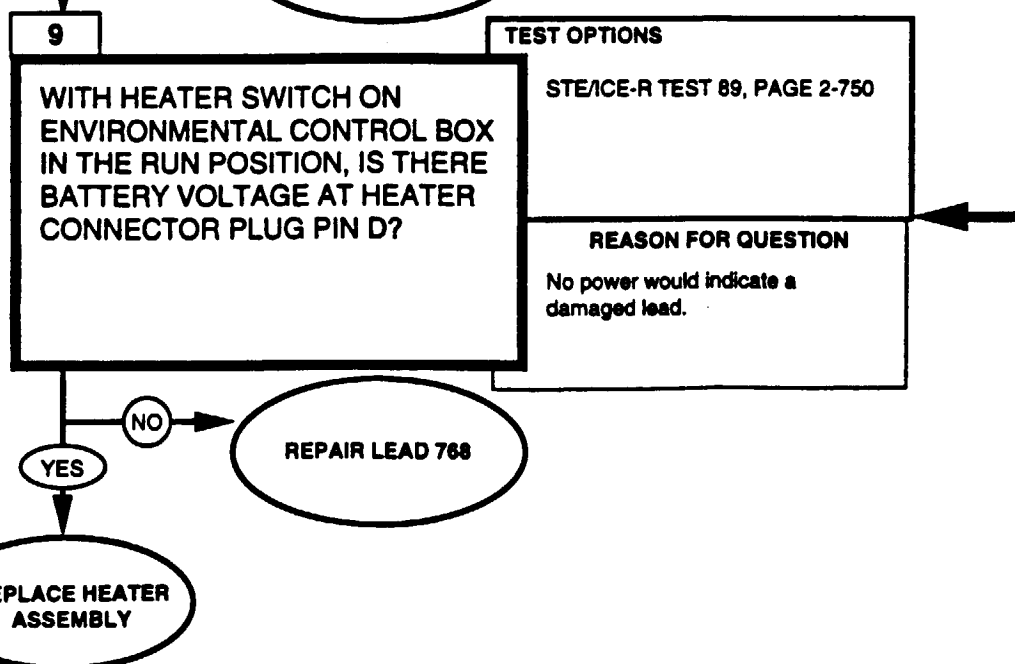 9
WITH HEATER SWITCH ON
ENVIRONMENTAL CONTROL BOX
IN THE RUN POSITION, IS THERE
BATTERY VOLTAGE AT HEATER
CONNECTOR PLUG PIN D?
TEST OPTIONS
STE/ICE-R TEST 89, PAGE 2-750
REASON FOR QUESTION
No power would indicate a
damaged lead.
NO
REPAIR LEAD 768
YES
EPLACE HEATER
ASSEMBLY